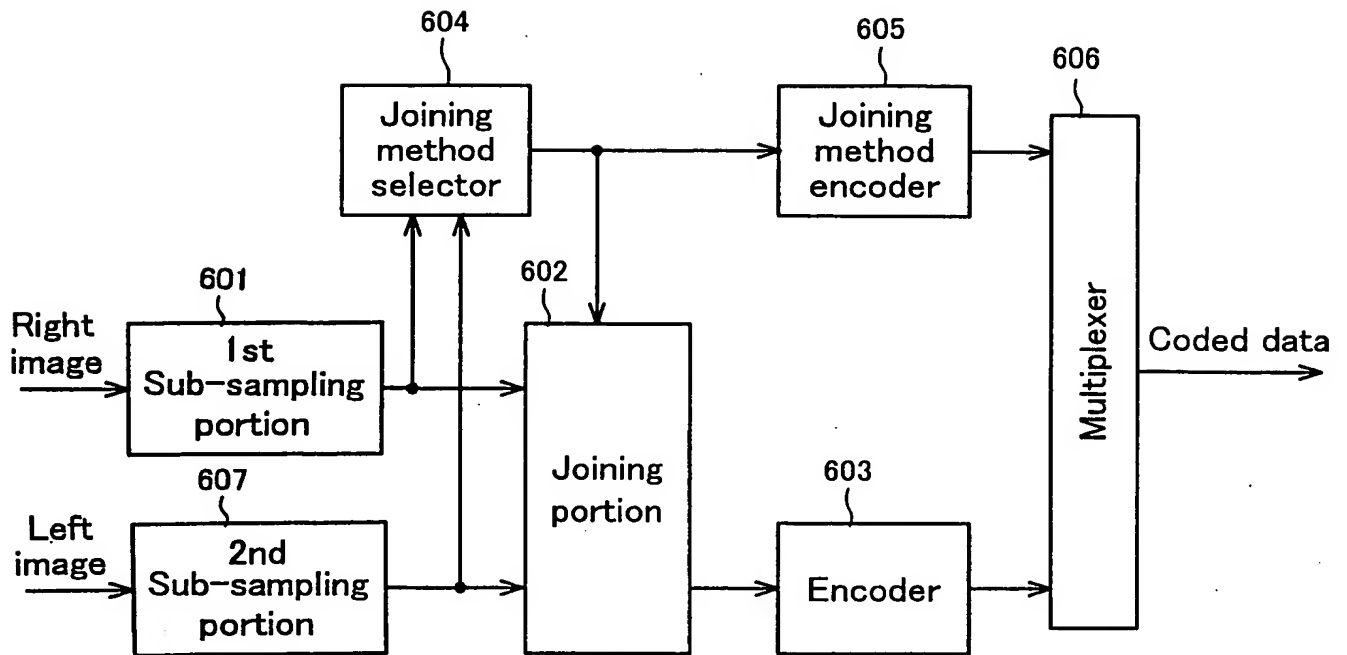 604
605
606
Joining
method
selector
Joining
method
encoder
601
602
Right
image
1st
Sub-sampling
portion
Multiplexer
Coded data
607
603
Joining
portion
Left
image
2nd
Sub-sampling
portion
Encoder